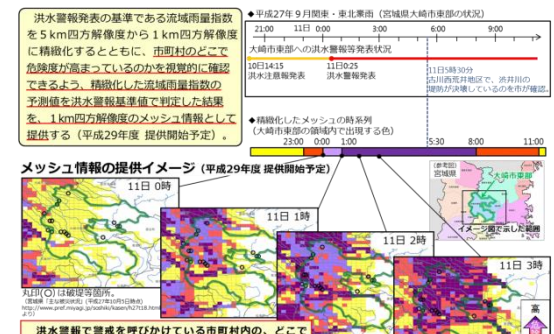 洪水警報発表の基準である流域雨量指数
を5km四方解像度から1km四方解像度
に精緻化するとともに、市町村のどこで
危険度が高まっているのかを視覚的に確認
できるよう、精緻化した流域雨量指数の
予測値を洪水警報基準値で判定した結果
を、1km四方解像度のメッシュ情報として
提供する（平成29年度 提供開始予定）。
◆平成27年9月関東・東北豪雨（宮城県大崎市東部の状況）
21:00 11日 0:00 3:00 6:00 9:00
大崎市東部への洪水警報等発表状況
10日14:15
洪水注意報発表
11日0:25
洪水警報発表
11日5時30分
古川西荒井地区で、渋井川の
堤防が決壊しているのを市が確認。
◆精緻化したメッシュの時系列
（大崎市東部の領域内で出現する色）
23:00 0:00 1:00 5:30 8:00 11:00
メッシュ情報の提供イメージ（平成29年度 提供開始予定）
(参考図)
宮城県
大崎市東部
イメージ図で示した範囲
11日 0時
11日 1時
11日 2時
11日 3時
丸印(○)は破堤等箇所。
高
洪水警報で警戒を呼びかけている市町村内の、どこで